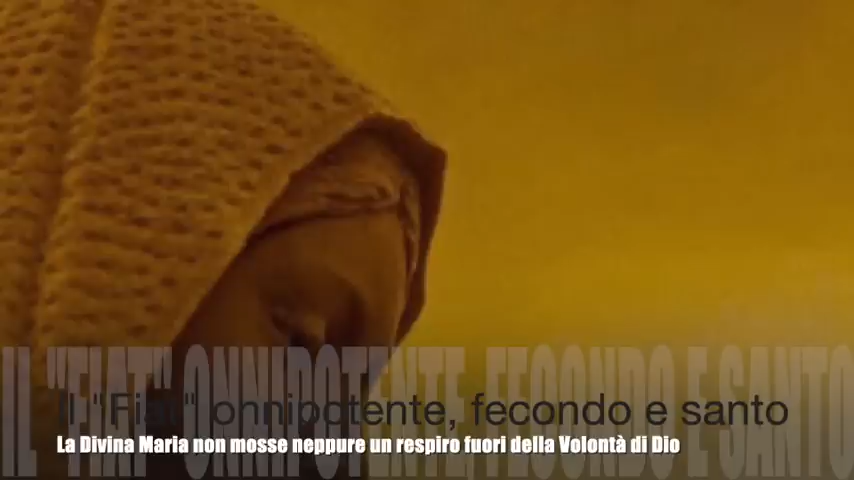 IL "FIAT" ONNIPOTENTE, FECONDO E SANTO
Il "Fiat" onnipotente, fecondo e santo
La Divina Maria non mosse neppure un respiro fuori della Volontà di Dio